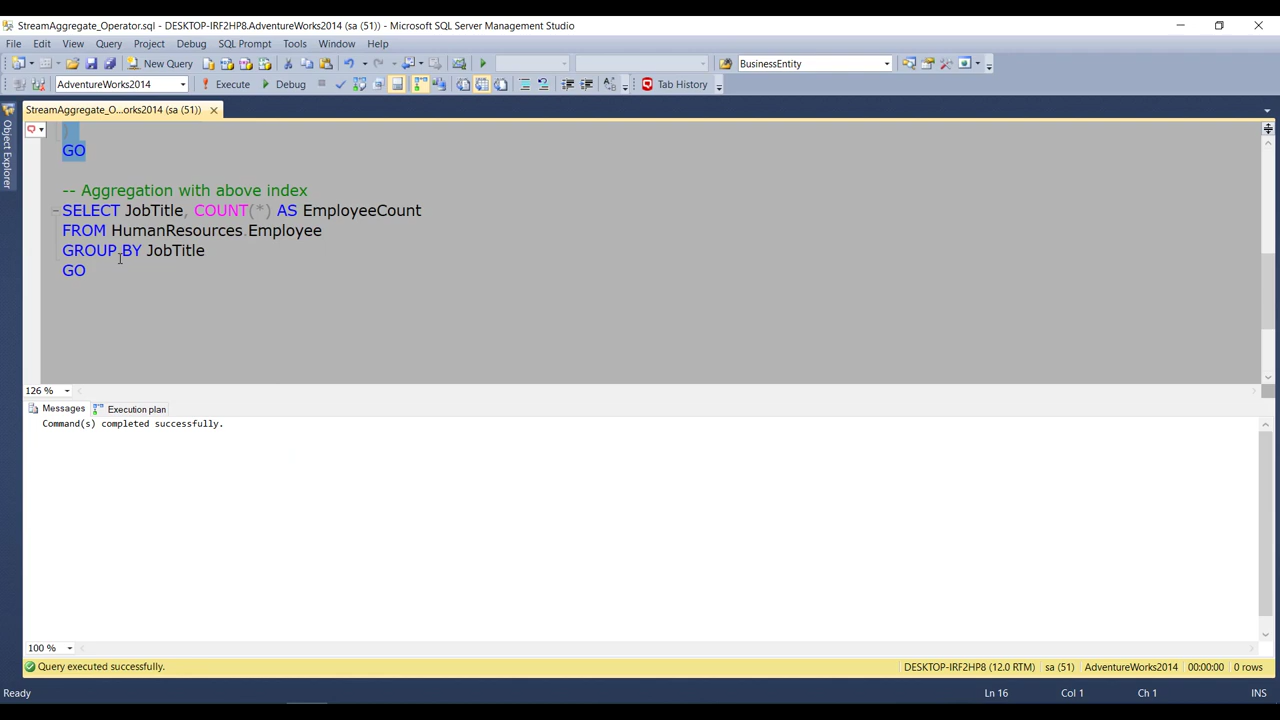 StreamAggregate_Operator.sql - DESKTOP-IRF2HP8.AdventureWorks2014 (sa (51)) - Microsoft SQL Server Management Studio
File Edit View Query Project Debug SQL Prompt Tools Window Help
New Query BusinessEntity
AdventureWorks2014 Execute Debug Tab History
StreamAggregate_O...orks2014 (sa (51))
Object Explorer
)
GO
-- Aggregation with above index
SELECT JobTitle, COUNT(*) AS EmployeeCount
FROM HumanResources.Employee
GROUP BY JobTitle
GO
126 %
Messages Execution plan
Command(s) completed successfully.
100 %
Query executed successfully. DESKTOP-IRF2HP8 (12.0 RTM) sa (51) AdventureWorks2014 00:00:00 0 rows
Ready Ln 16 Col 1 Ch 1 INS